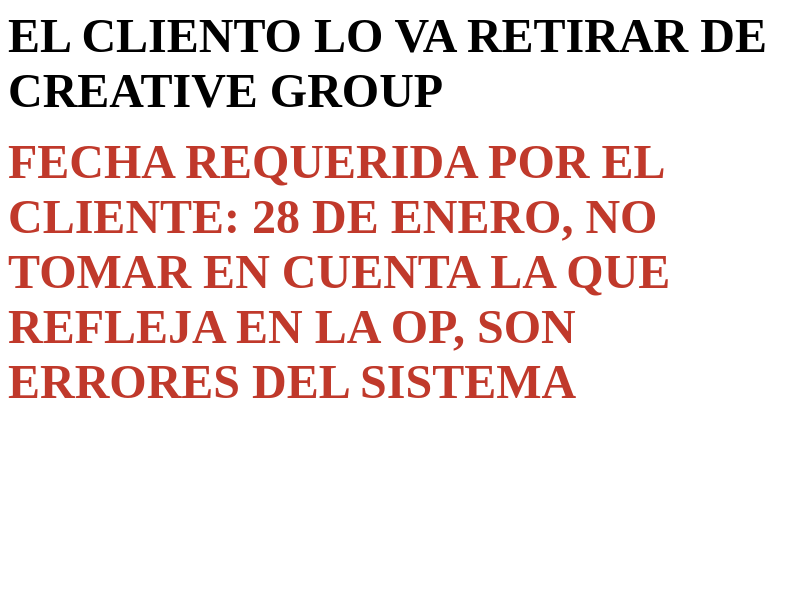 EL CLIENTE LO VA RETIRAR DE
CREATIVE GROUP
FECHA REQUERIDA POR EL
CLIENTE: 28 DE ENERO, NO
TOMAR EN CUENTA LA QUE
REFLEJA EN LA OP, SON
ERRORES DEL SISTEMA